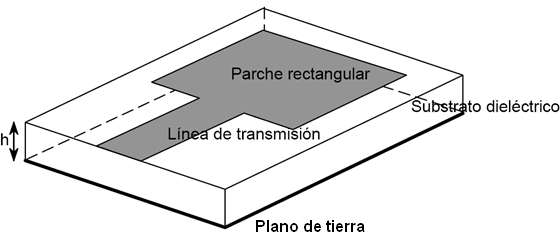 Parche rectangular
Substrato dieléctrico
Línea de transmisión
h
Plano de tierra